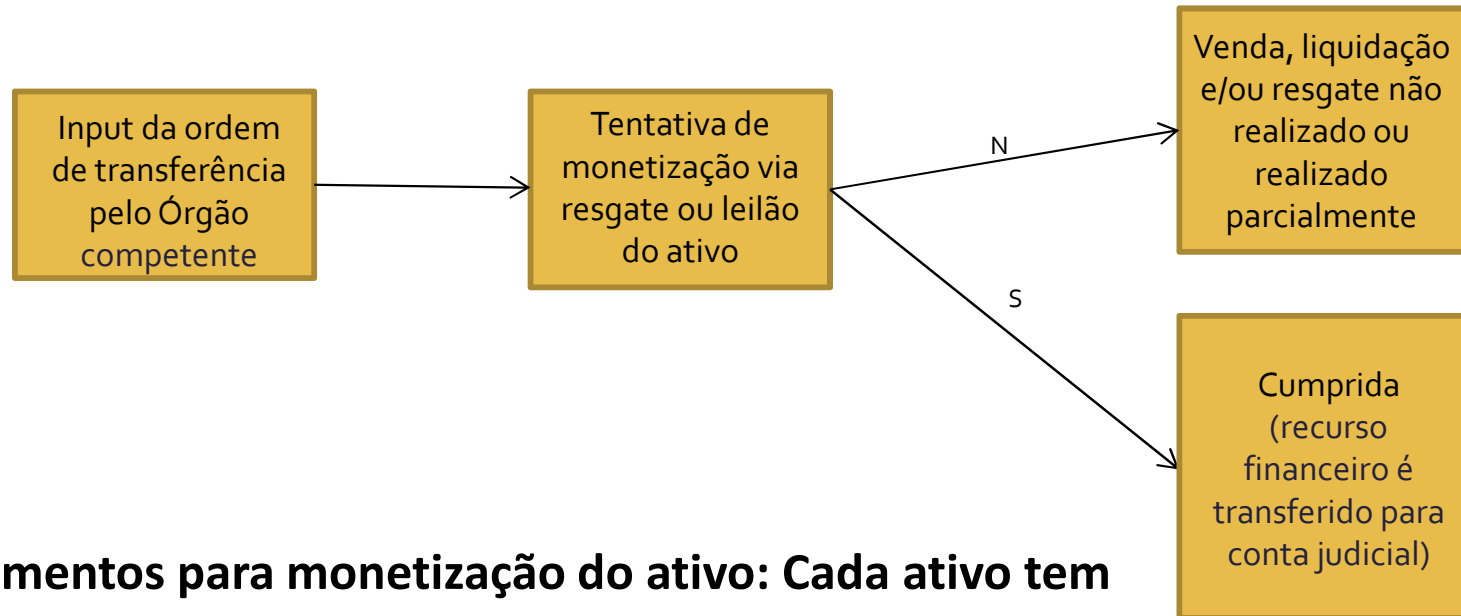 Input da ordem
de transferência
pelo Órgão
competente
Tentativa de
monetização via
resgate ou leilão
do ativo
N
S
Venda, liquidação
e/ou resgate não
realizado ou
realizado
parcialmente
Cumprida
(recurso
financeiro é
transferido para
conta judicial)
mentos para monetização do ativo: Cada ativo tem